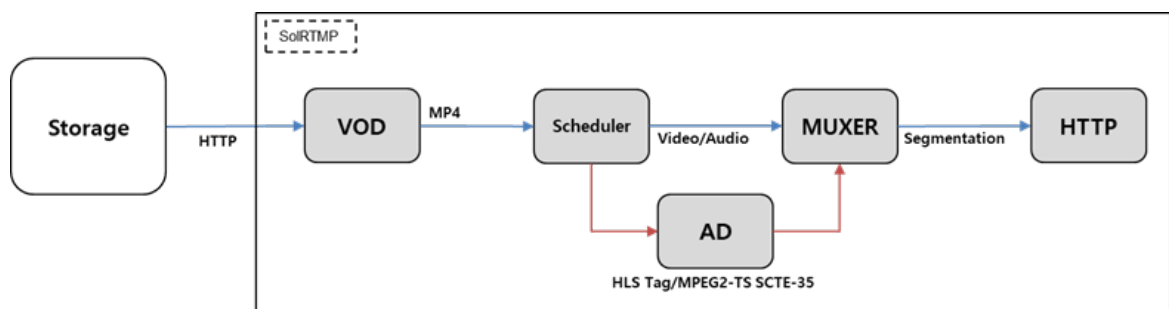 SolRTMP
Storage
HTTP
VOD
MP4
Scheduler
Video/Audio
MUXER
Segmentation
HTTP
AD
HLS Tag/MPEG2-TS SCTE-35